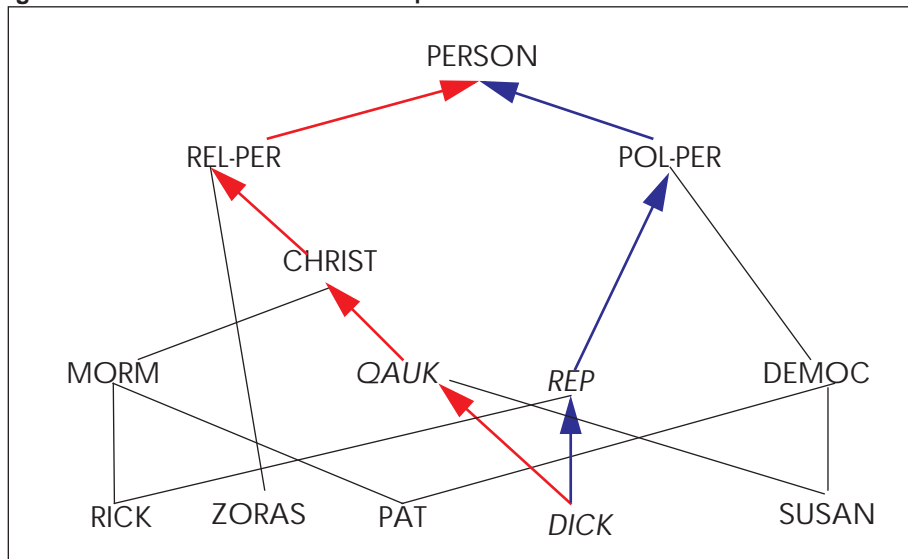 PERSON
REL-PER POL-PER
CHRIST
MORM QAUK REP DEMOC
RICK ZORAS PAT DICK SUSAN